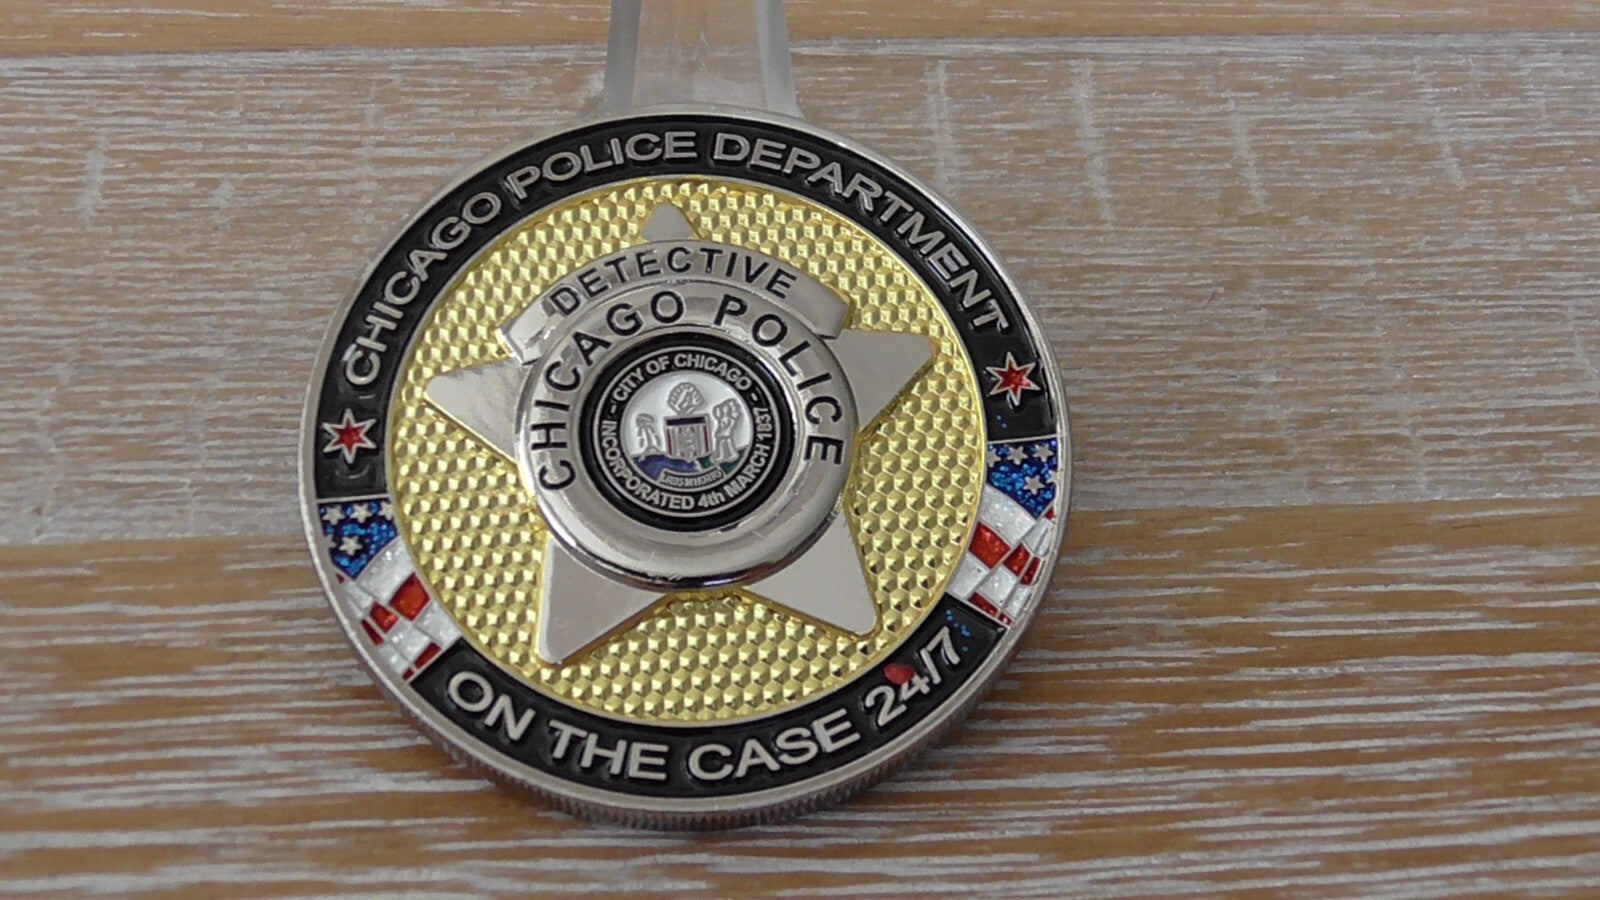 CHICAGO POLICE DEPARTMENT
DETECTIVE
CHICAGO POLICE
- CITY OF CHICAGO -
INCORPORATED 4th MARCH 1837
ON THE CASE 24/7